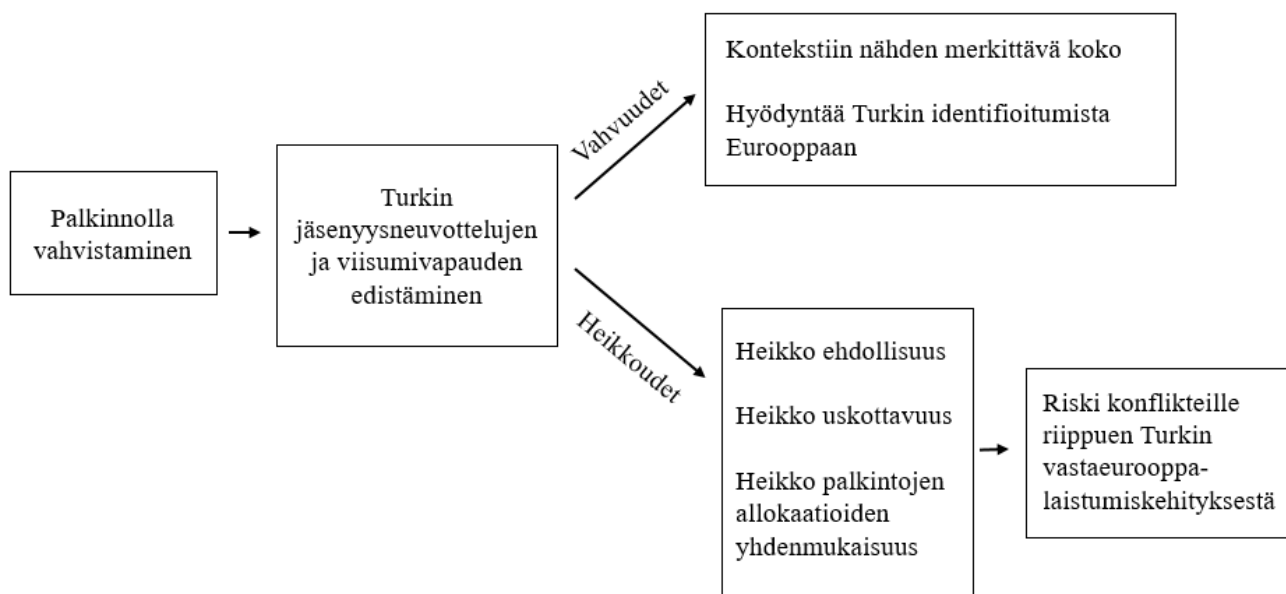 Palkinnolla
vahvistaminen
Turkin
jäsenyysneuvottelujen
ja viisumivapauden
edistäminen
Vahvuudet
Kontekstiin nähden merkittävä koko
Hyödyntää Turkin identifioitumista
Eurooppaan
Heikkoudet
Heikko ehdollisuus
Heikko uskottavuus
Heikko palkintojen
allokaatioiden
yhdenmukaisuus
Riski konflikteille
riippuen Turkin
vastaeurooppa-
laistumiskehityksestä